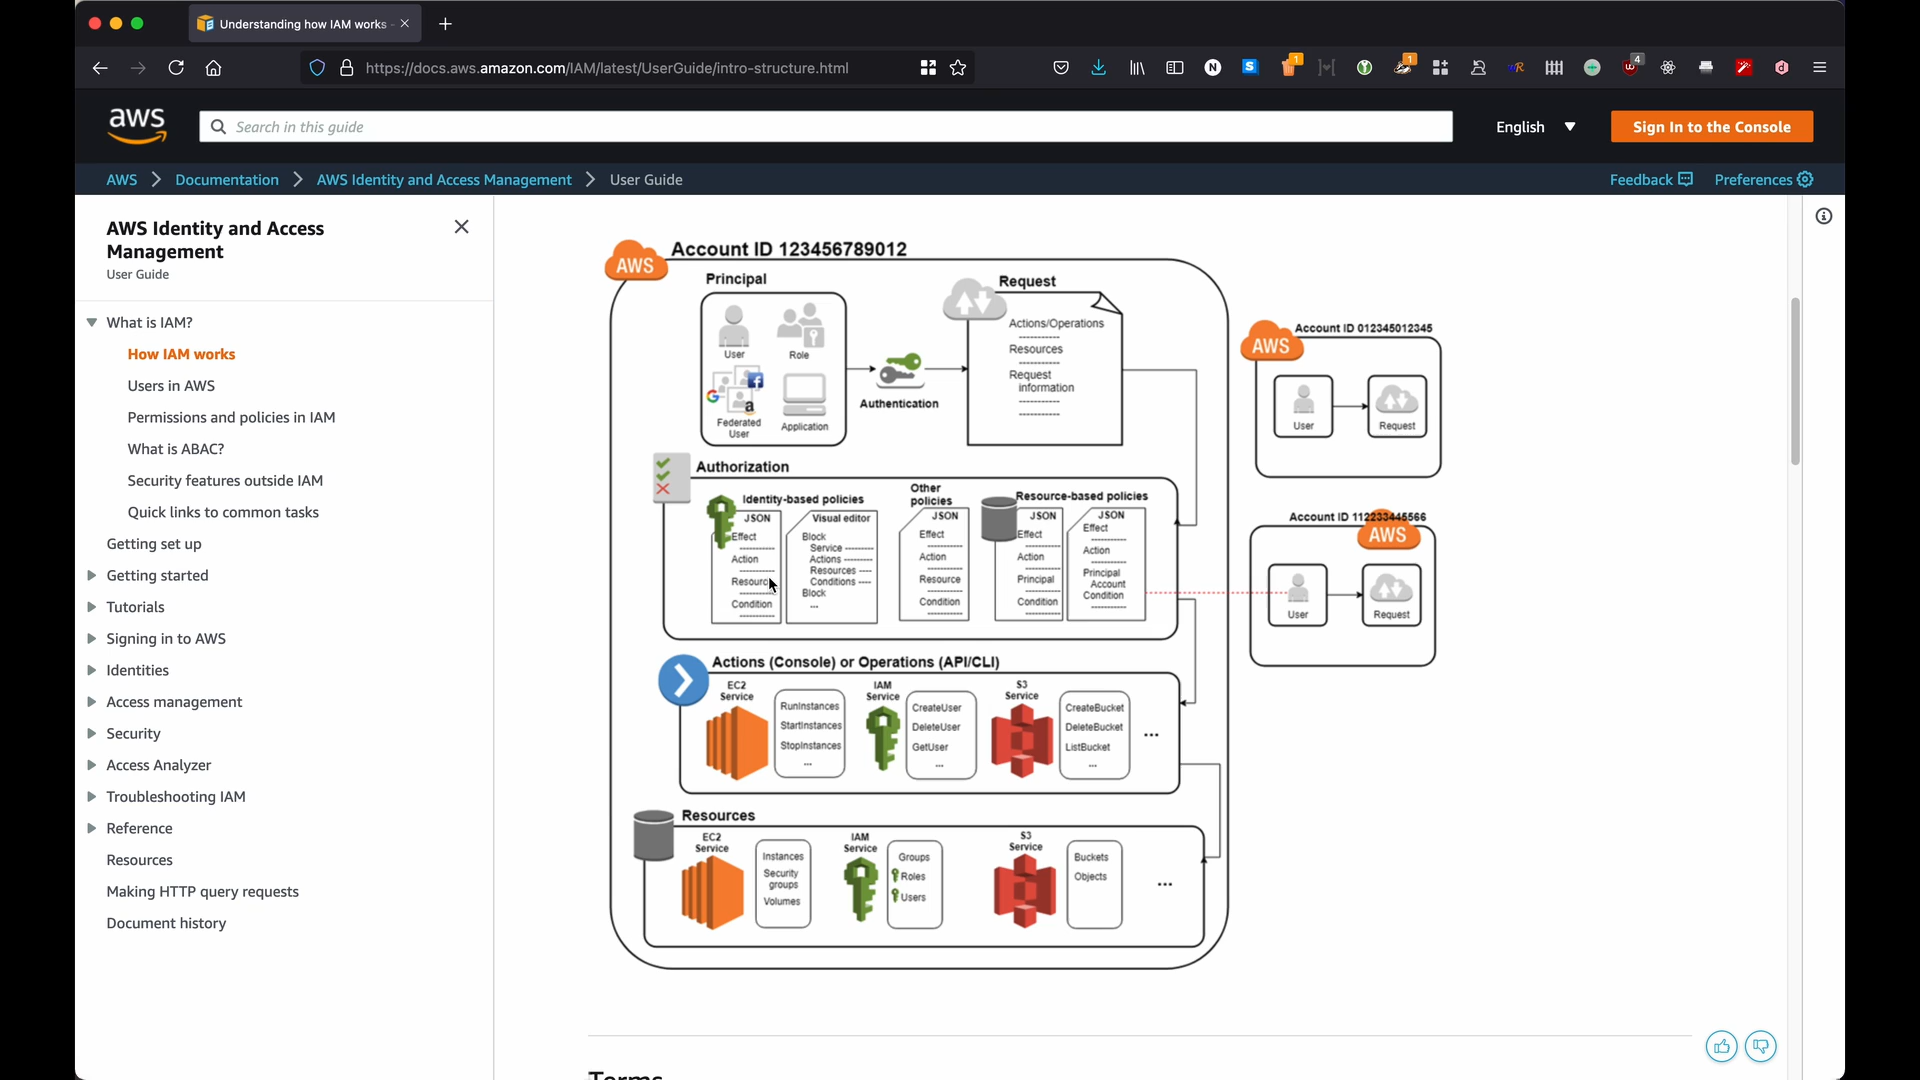 Understanding how IAM works -
https://docs.aws.amazon.com/IAM/latest/UserGuide/intro-structure.html
1
1
4
aws
Search in this guide
English
Sign In to the Console
AWS
Documentation
AWS Identity and Access Management
User Guide
Feedback
Preferences
AWS Identity and Access
Management
User Guide
What is IAM?
How IAM works
Users in AWS
Permissions and policies in IAM
What is ABAC?
Security features outside IAM
Quick links to common tasks
Getting set up
Getting started
Tutorials
Signing in to AWS
Identities
Access management
Security
Access Analyzer
Troubleshooting IAM
Reference
Resources
Making HTTP query requests
Document history
AWS
Account ID 123456789012
Principal
User
Role
Federated
User
Application
Authentication
Request
Actions/Operations
Resources
Request
information
Authorization
Identity-based policies
JSON
Effect
Action
Resourc
Condition
Visual editor
Block
Service
Actions
Resources
Conditions
Block
...
Other
policies
JSON
Effect
Action
Resource
Condition
Resource-based policies
JSON
Effect
Action
Principal
Condition
JSON
Effect
Action
Principal
Account
Condition
Actions (Console) or Operations (API/CLI)
EC2
Service
RunInstances
StartInstances
StopInstances
...
IAM
Service
CreateUser
DeleteUser
GetUser
...
S3
Service
CreateBucket
DeleteBucket
ListBucket
...
...
Resources
EC2
Service
Instances
Security
groups
Volumes
IAM
Service
Groups
Roles
Users
S3
Service
Buckets
Objects
...
AWS
Account ID 012345012345
User
Request
Account ID 112233445566
AWS
User
Request
Terms